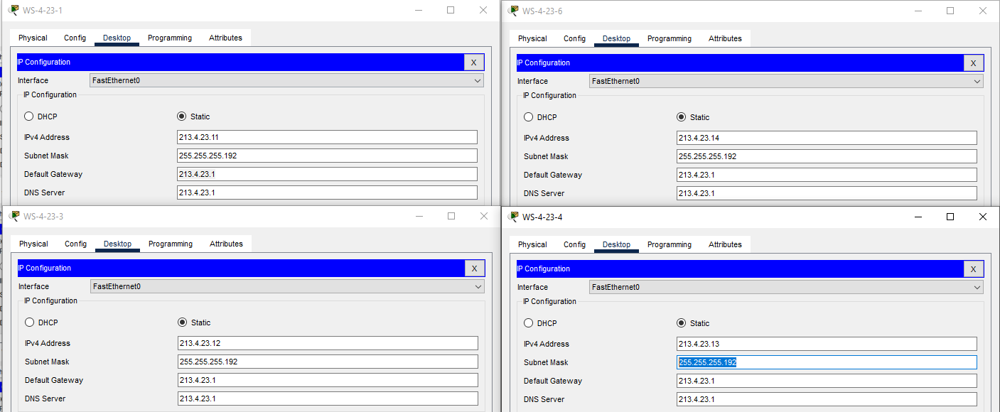 WS-4-23-1
Physical Config Desktop Programming Attributes
IP Configuration X
Interface FastEthernet0
IP Configuration
DHCP Static
IPv4 Address 213.4.23.11
Subnet Mask 255.255.255.192
Default Gateway 213.4.23.1
DNS Server 213.4.23.1
WS-4-23-6
Physical Config Desktop Programming Attributes
IP Configuration X
Interface FastEthernet0
IP Configuration
DHCP Static
IPv4 Address 213.4.23.14
Subnet Mask 255.255.255.192
Default Gateway 213.4.23.1
DNS Server 213.4.23.1
WS-4-23-3
Physical Config Desktop Programming Attributes
IP Configuration X
Interface FastEthernet0
IP Configuration
DHCP Static
IPv4 Address 213.4.23.12
Subnet Mask 255.255.255.192
Default Gateway 213.4.23.1
DNS Server 213.4.23.1
WS-4-23-4
Physical Config Desktop Programming Attributes
IP Configuration X
Interface FastEthernet0
IP Configuration
DHCP Static
IPv4 Address 213.4.23.13
Subnet Mask 255.255.255.192
Default Gateway 213.4.23.1
DNS Server 213.4.23.1